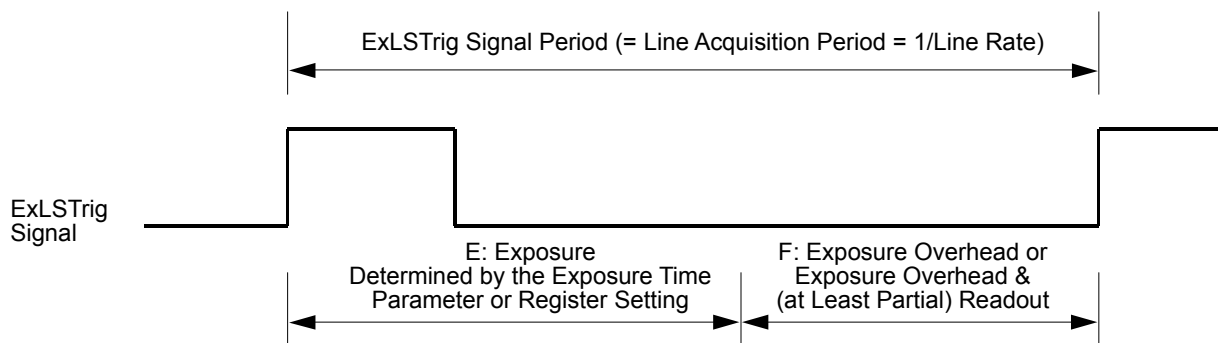 ExLSTrig Signal Period (= Line Acquisition Period = 1/Line Rate)
ExLSTrig
Signal
E: Exposure
Determined by the Exposure Time
Parameter or Register Setting
F: Exposure Overhead or
Exposure Overhead &
(at Least Partial) Readout